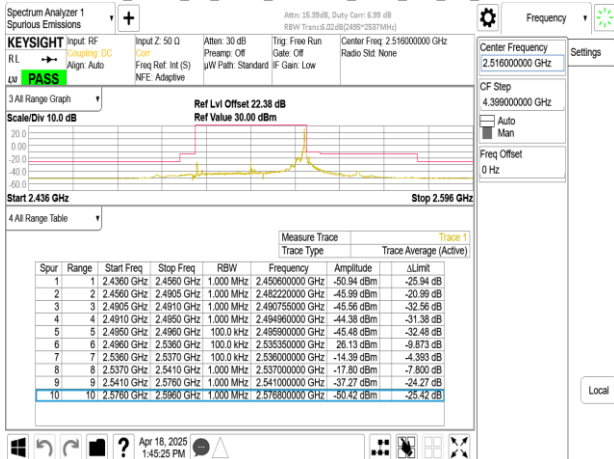 Spectrum Analyzer 1
Spurious Emissions
Atten: 15.39dB, Duty Corr: 6.99 dB
RBW Trans:6.02dB(2495~2537MHz)
Frequency
KEYSIGHT
RL
LXI PASS
Input: RF
Coupling: DC
Align: Auto
Input Z: 50 Ω
Corr
Freq Ref: Int (S)
NFE: Adaptive
Atten: 30 dB
Preamp: Off
µW Path: Standard
Trig: Free Run
Gate: Off
IF Gain: Low
Center Freq: 2.516000000 GHz
Radio Std: None
Center Frequency
2.516000000 GHz
Settings
CF Step
4.399000000 GHz
Auto
Man
Freq Offset
0 Hz
Local
3 All Range Graph
Scale/Div 10.0 dB
Ref Lvl Offset 22.38 dB
Ref Value 30.00 dBm
20.0
0.00
-20.0
-40.0
-60.0
Start 2.436 GHz
Stop 2.596 GHz
4 All Range Table
Measure Trace Trace 1
Trace Type Trace Average (Active)
Spur Range Start Freq Stop Freq RBW Frequency Amplitude ΔLimit
1 1 2.4360 GHz 2.4560 GHz 1.000 MHz 2.450600000 GHz -50.94 dBm -25.94 dB
2 2 2.4560 GHz 2.4905 GHz 1.000 MHz 2.482220000 GHz -45.99 dBm -20.99 dB
3 3 2.4905 GHz 2.4910 GHz 1.000 MHz 2.490755000 GHz -45.56 dBm -32.56 dB
4 4 2.4910 GHz 2.4950 GHz 1.000 MHz 2.494960000 GHz -44.38 dBm -31.38 dB
5 5 2.4950 GHz 2.4960 GHz 100.0 kHz 2.495900000 GHz -45.48 dBm -32.48 dB
6 6 2.4960 GHz 2.5360 GHz 100.0 kHz 2.535350000 GHz 26.13 dBm -9.873 dB
7 7 2.5360 GHz 2.5370 GHz 100.0 kHz 2.536000000 GHz -14.39 dBm -4.393 dB
8 8 2.5370 GHz 2.5410 GHz 1.000 MHz 2.537000000 GHz -17.80 dBm -7.800 dB
9 9 2.5410 GHz 2.5760 GHz 1.000 MHz 2.541000000 GHz -37.27 dBm -24.27 dB
10 10 2.5760 GHz 2.5960 GHz 1.000 MHz 2.576800000 GHz -50.42 dBm -25.42 dB
Apr 18, 2025
1:45:25 PM